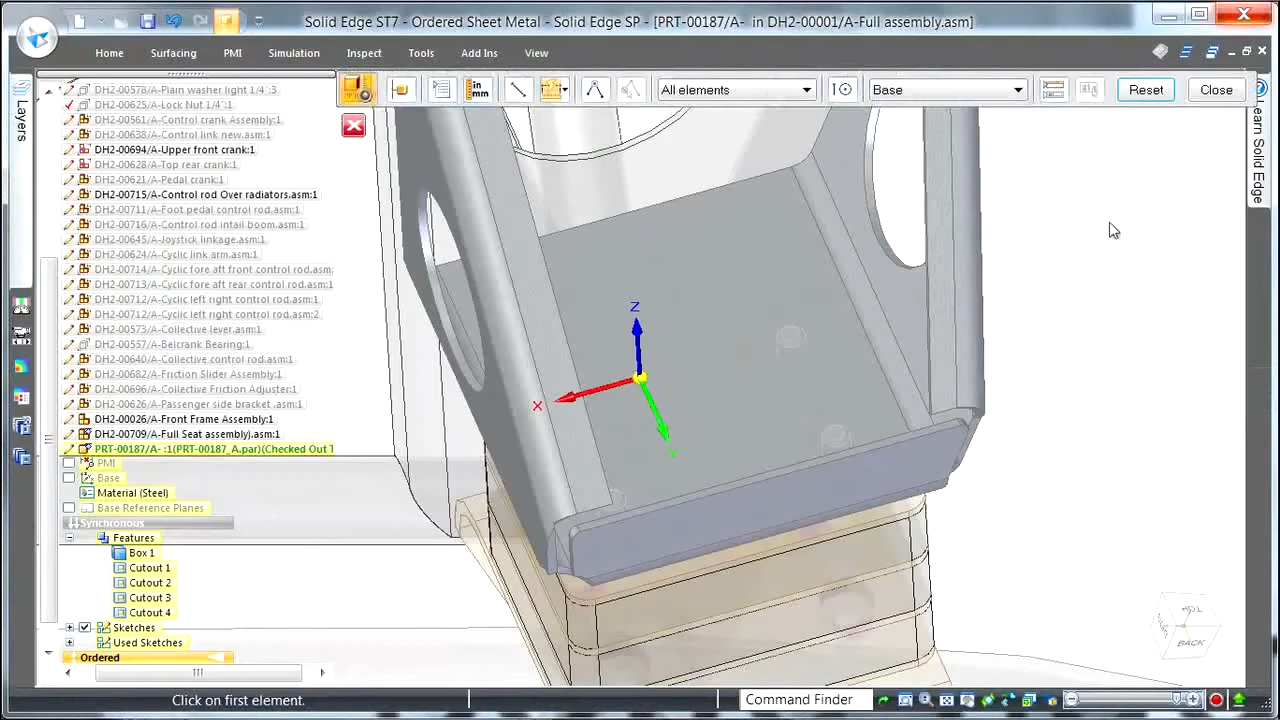 Solid Edge ST7 - Ordered Sheet Metal - Solid Edge SP - [PRT-00187/A- in DH2-00001/A-Full assembly.asm]
Home Surfacing PMI Simulation Inspect Tools Add Ins View
in mm All elements Base Reset Close
Layers
Learn Solid Edge
DH2-00578/A-Plain washer light 1/4 :3
DH2-00625/A-Lock Nut 1/4 :1
DH2-00561/A-Control crank Assembly:1
DH2-00638/A-Control link new.asm:1
DH2-00694/A-Upper front crank:1
DH2-00628/A-Top rear crank:1
DH2-00621/A-Pedal crank:1
DH2-00715/A-Control rod Over radiators.asm:1
DH2-00711/A-Foot pedal control rod.asm:1
DH2-00716/A-Control rod intail boom.asm:1
DH2-00645/A-Joystick linkage.asm:1
DH2-00624/A-Cyclic link arm.asm:1
DH2-00714/A-Cyclic fore aft front control rod.asm:
DH2-00713/A-Cyclic fore aft rear control rod.asm:
DH2-00712/A-Cyclic left right control rod.asm:1
DH2-00712/A-Cyclic left right control rod.asm:2
DH2-00573/A-Collective lever.asm:1
DH2-00557/A-Belcrank Bearing:1
DH2-00640/A-Collective control rod.asm:1
DH2-00682/A-Friction Slider Assembly:1
DH2-00696/A-Collective Friction Adjuster:1
DH2-00626/A-Passenger side bracket .asm:1
DH2-00026/A-Front Frame Assembly:1
DH2-00709/A-Full Seat assembly).asm:1
PRT-00187/A- :1(PRT-00187_A.par)(Checked Out T
PMI
Base
Material (Steel)
Base Reference Planes
Synchronous
Features
Box 1
Cutout 1
Cutout 2
Cutout 3
Cutout 4
Sketches
Used Sketches
Ordered
Z
X
BACK
Click on first element.
Command Finder